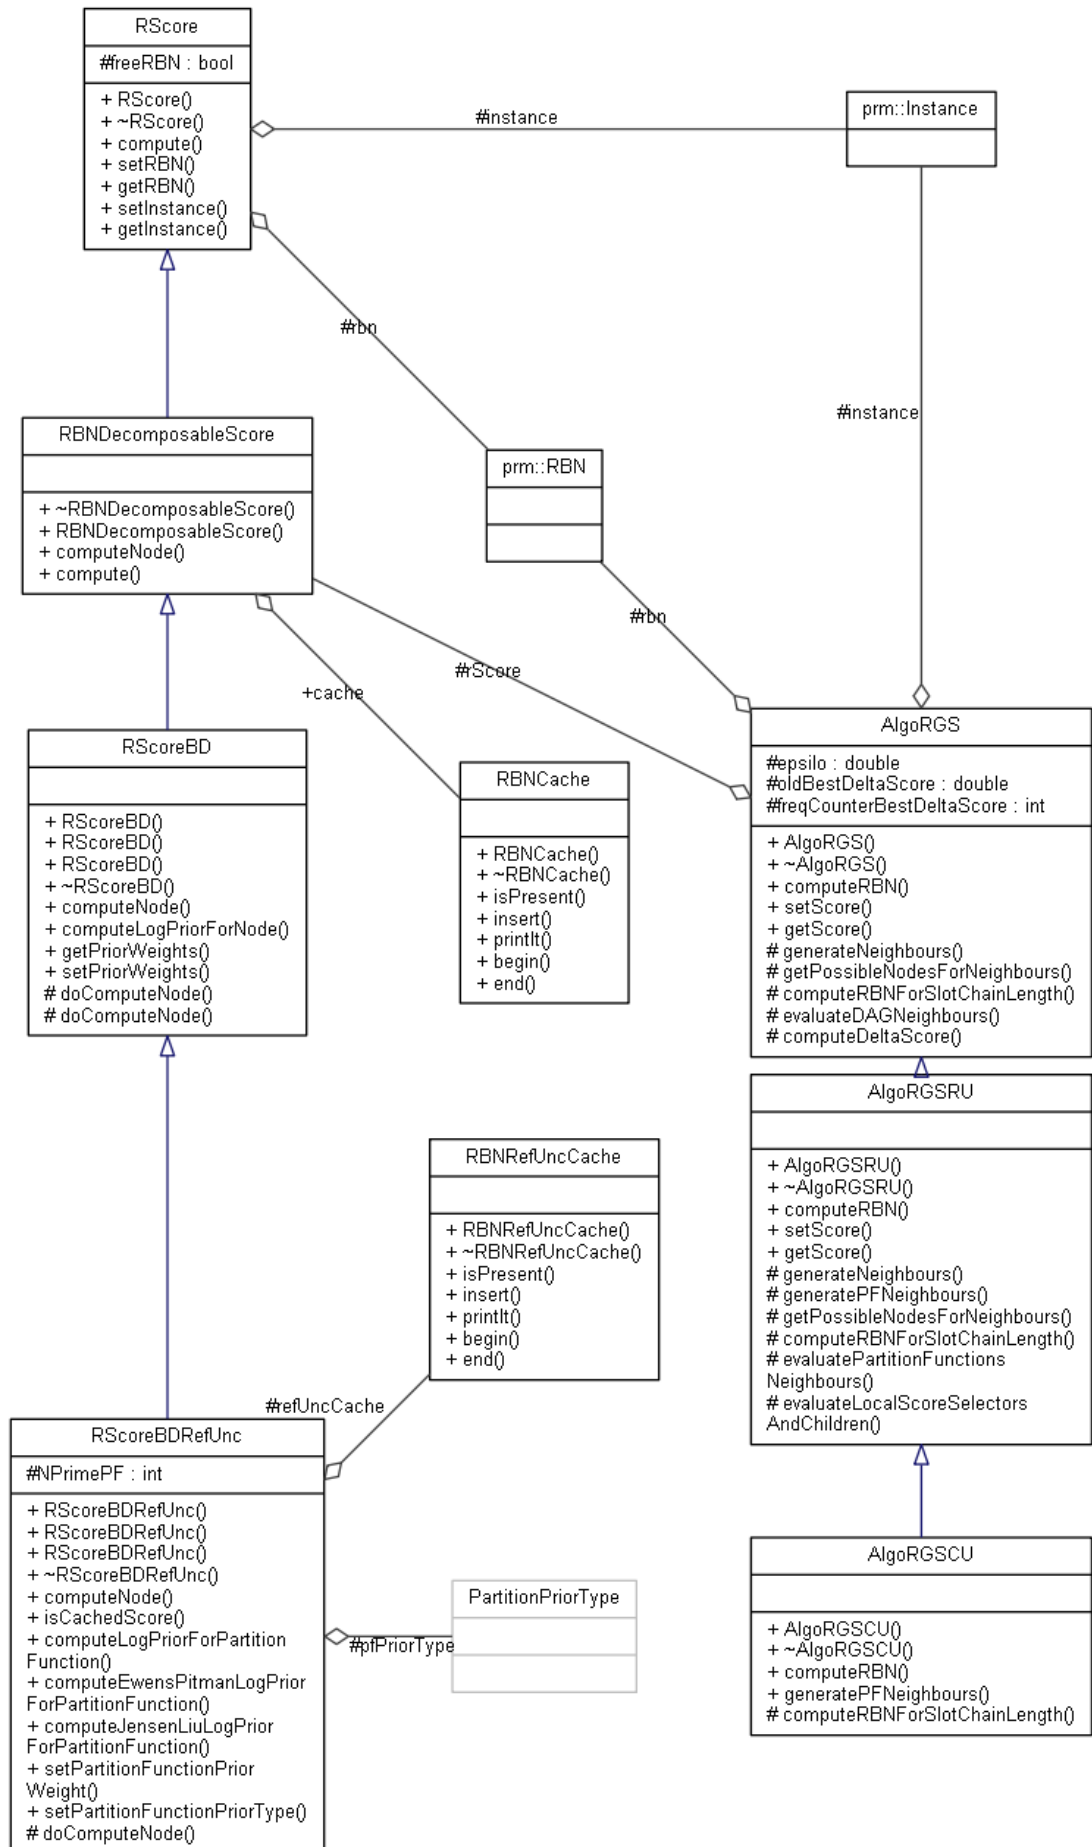 RScore
#freeRBN : bool
+ RScore()
+ ~RScore()
+ compute()
+ setRBN()
+ getRBN()
+ setInstance()
+ getInstance()
#instance
prm::Instance
#rbn
#instance
RBNDecomposableScore
+ ~RBNDecomposableScore()
+ RBNDecomposableScore()
+ computeNode()
+ compute()
prm::RBN
#rbn
#rScore
+cache
RScoreBD
+ RScoreBD()
+ RScoreBD()
+ RScoreBD()
+ ~RScoreBD()
+ computeNode()
+ computeLogPriorForNode()
+ getPriorWeights()
+ setPriorWeights()
# doComputeNode()
# doComputeNode()
RBNCache
+ RBNCache()
+ ~RBNCache()
+ isPresent()
+ insert()
+ printIt()
+ begin()
+ end()
AlgoRGS
#epsilo : double
#oldBestDeltaScore : double
#freqCounterBestDeltaScore : int
+ AlgoRGS()
+ ~AlgoRGS()
+ computeRBN()
+ setScore()
+ getScore()
# generateNeighbours()
# getPossibleNodesForNeighbours()
# computeRBNForSlotChainLength()
# evaluateDAGNeighbours()
# computeDeltaScore()
AlgoRGSRU
+ AlgoRGSRU()
+ ~AlgoRGSRU()
+ computeRBN()
+ setScore()
+ getScore()
# generateNeighbours()
# generatePFNeighbours()
# getPossibleNodesForNeighbours()
# computeRBNForSlotChainLength()
# evaluatePartitionFunctions
Neighbours()
# evaluateLocalScoreSelectors
AndChildren()
RBNRefUncCache
+ RBNRefUncCache()
+ ~RBNRefUncCache()
+ isPresent()
+ insert()
+ printIt()
+ begin()
+ end()
#refUncCache
RScoreBDRefUnc
#NPrimePF : int
+ RScoreBDRefUnc()
+ RScoreBDRefUnc()
+ RScoreBDRefUnc()
+ ~RScoreBDRefUnc()
+ computeNode()
+ isCachedScore()
+ computeLogPriorForPartition
Function()
+ computeEwensPitmanLogPrior
ForPartitionFunction()
+ computeJensenLiuLogPrior
ForPartitionFunction()
+ setPartitionFunctionPrior
Weight()
+ setPartitionFunctionPriorType()
# doComputeNode()
#pfPriorType
PartitionPriorType
AlgoRGSCU
+ AlgoRGSCU()
+ ~AlgoRGSCU()
+ computeRBN()
+ generatePFNeighbours()
# computeRBNForSlotChainLength()